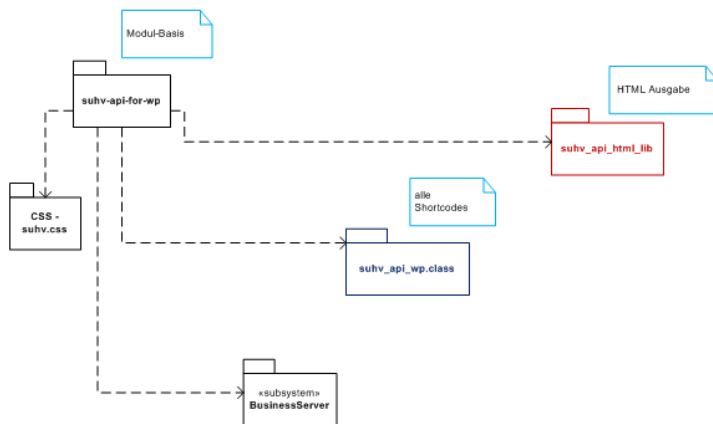 Modul-Basis
suhv-api-for-wp
HTML Ausgabe
suhv_api_html_lib
alle
Shortcodes
CSS -
suhv.css
suhv_api_wp.class
«subsystem»
BusinessServer